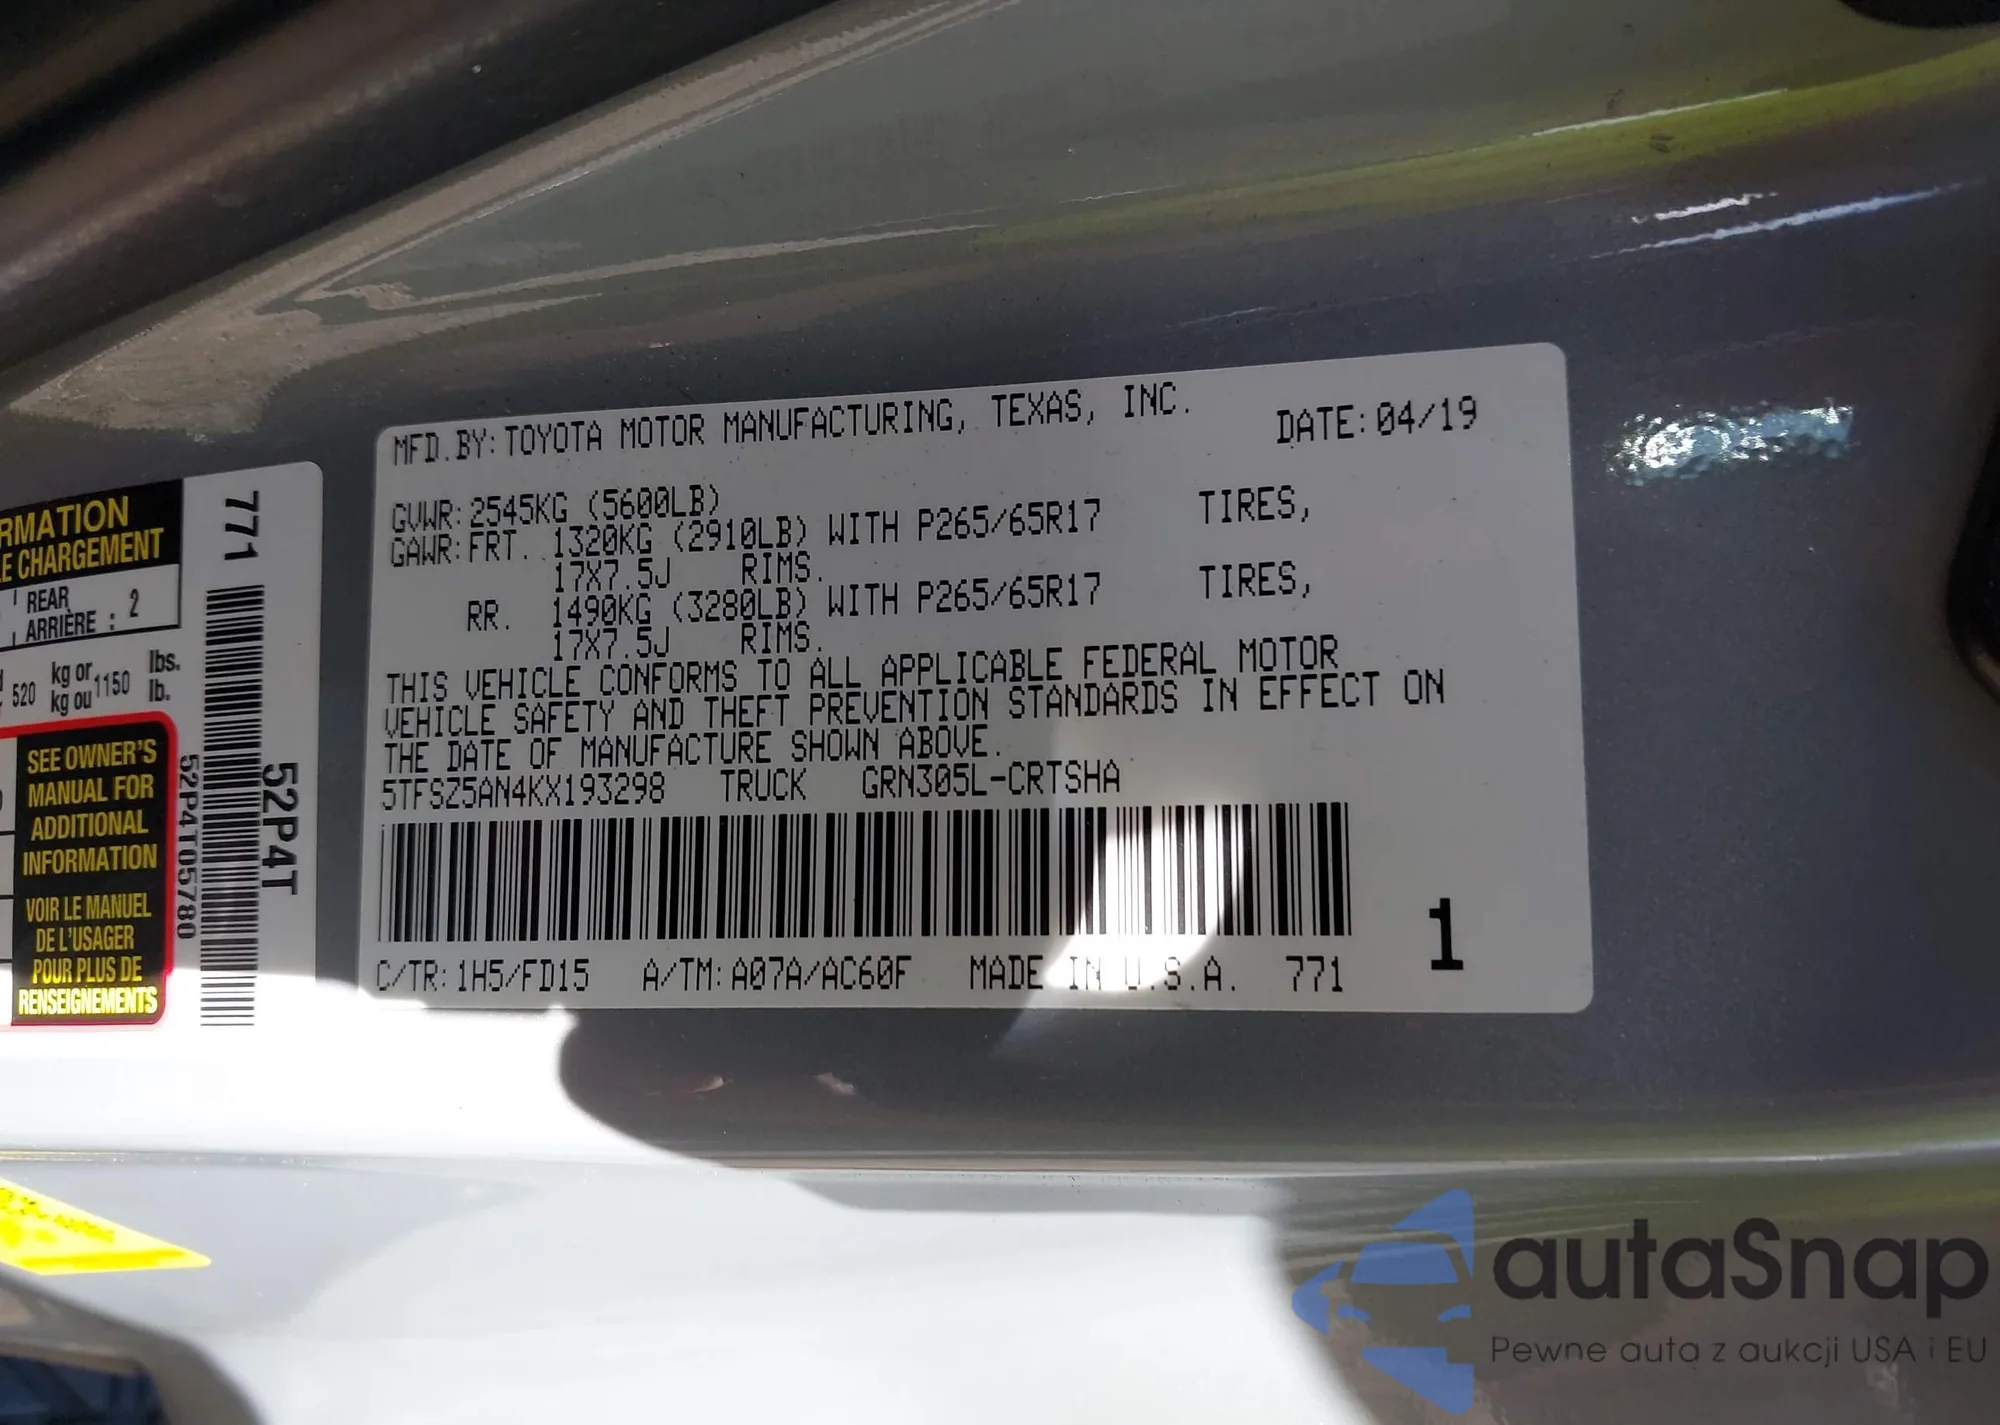 MFD.BY:TOYOTA MOTOR MANUFACTURING, TEXAS, INC. DATE:04/19
GVWR:2545KG (5600LB)
GAWR:FRT. 1320KG (2910LB) WITH P265/65R17 TIRES,
17X7.5J RIMS.
RR. 1490KG (3280LB) WITH P265/65R17 TIRES,
17X7.5J RIMS.
THIS VEHICLE CONFORMS TO ALL APPLICABLE FEDERAL MOTOR
VEHICLE SAFETY AND THEFT PREVENTION STANDARDS IN EFFECT ON
THE DATE OF MANUFACTURE SHOWN ABOVE.
5TFSZ5AN4KX193298 TRUCK GRN305L-CRTSHA
C/TR:1H5/FD15 A/TM:A07A/AC60F MADE IN U.S.A. 771
1
RMATION
E CHARGEMENT
REAR
ARRIÈRE : 2
520 kg or 1150 lbs.
kg ou lb.
SEE OWNER'S
MANUAL FOR
ADDITIONAL
INFORMATION
VOIR LE MANUEL
DE L'USAGER
POUR PLUS DE
RENSEIGNEMENTS
771
52P4T05780
52P4T
autaSnap
Pewne auta z aukcji USA i EU